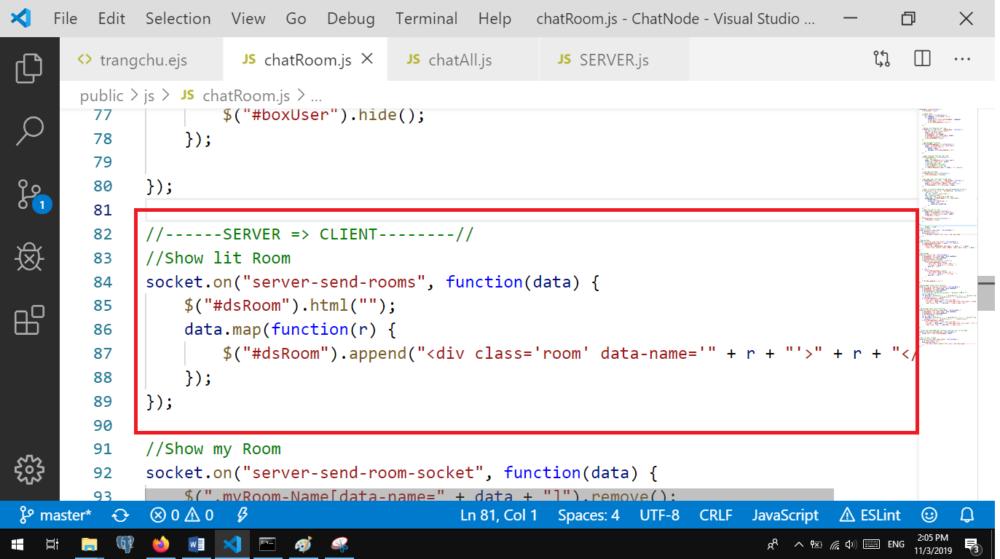 File Edit Selection View Go Debug Terminal Help chatRoom.js - ChatNode - Visual Studio ...
<> trangchu.ejs JS chatRoom.js JS chatAll.js JS SERVER.js
public > js > JS chatRoom.js > ...
77 $("#boxUser").hide();
78 });
79
80 });
81
82 //------SERVER => CLIENT--------//
83 //Show lit Room
84 socket.on("server-send-rooms", function(data) {
85 $("#dsRoom").html("");
86 data.map(function(r) {
87 $("#dsRoom").append("<div class='room' data-name='" + r + "'>" + r + "</
88 });
89 });
90
91 //Show my Room
92 socket.on("server-send-room-socket", function(data) {
93 $(".myRoom-Name[data-name=" + data + "]").remove();
1
master* 0 0 Ln 81, Col 1 Spaces: 4 UTF-8 CRLF JavaScript ESLint
ENG 2:05 PM
11/3/2019 3